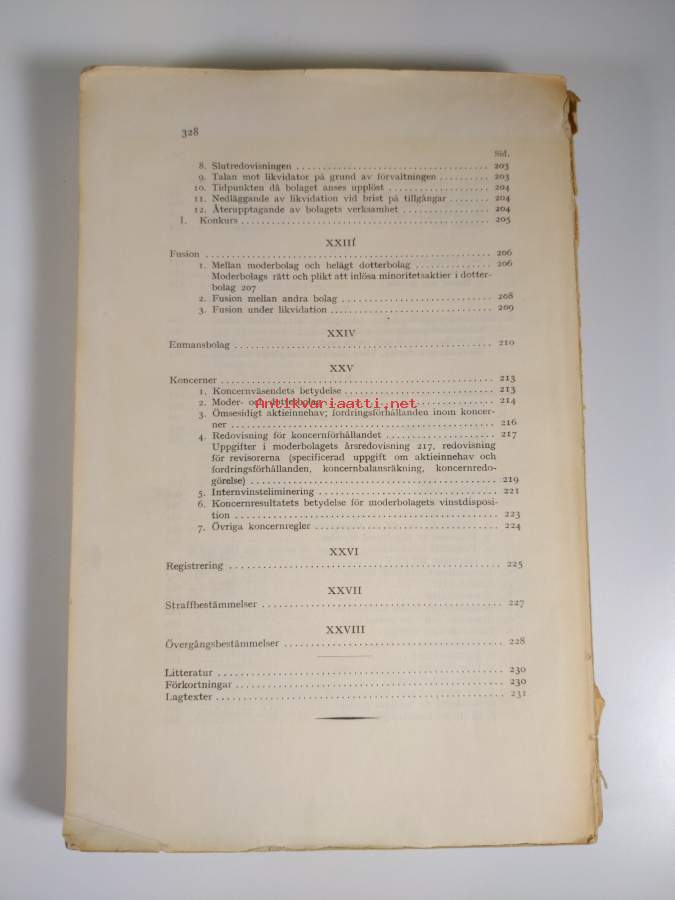 328
Sid.
8. Slutredovisningen ........ 203
9. Talan mot likvidator på grund av förvaltningen ........ 203
10. Tidpunkten då bolaget anses upplöst ........ 204
11. Nedläggande av likvidation vid brist på tillgångar ........ 204
12. Återupptagande av bolagets verksamhet ........ 204
I. Konkurs ........ 205
XXIII
Fusion ........ 206
1. Mellan moderbolag och helägt dotterbolag ........ 206
Moderbolags rätt och plikt att inlösa minoritetsaktier i dotter-
bolag 207
2. Fusion mellan andra bolag ........ 208
3. Fusion under likvidation ........ 209
XXIV
Enmansbolag ........ 210
XXV
Koncerner ........ 213
1. Koncernväsendets betydelse ........ 213
2. Moder- och dotterbolag ........ 214
Antikvariaatti.net
3. Ömsesidigt aktieinnehav; fordringsförhållanden inom koncer-
ner ........ 216
4. Redovisning för koncernförhållandet ........ 217
Uppgifter i moderbolagets årsredovisning 217, redovisning
för revisorerna (specificerad uppgift om aktieinnehav och
fordringsförhållanden, koncernbalansräkning, koncernredo-
görelse) ........ 219
5. Internvinsteliminering ........ 221
6. Koncernresultatets betydelse för moderbolagets vinstdisposi-
tion ........ 223
7. Övriga koncernregler ........ 224
XXVI
Registrering ........ 225
XXVII
Straffbestämmelser ........ 227
XXVIII
Övergångsbestämmelser ........ 228
Litteratur ........ 230
Förkortningar ........ 230
Lagtexter ........ 231